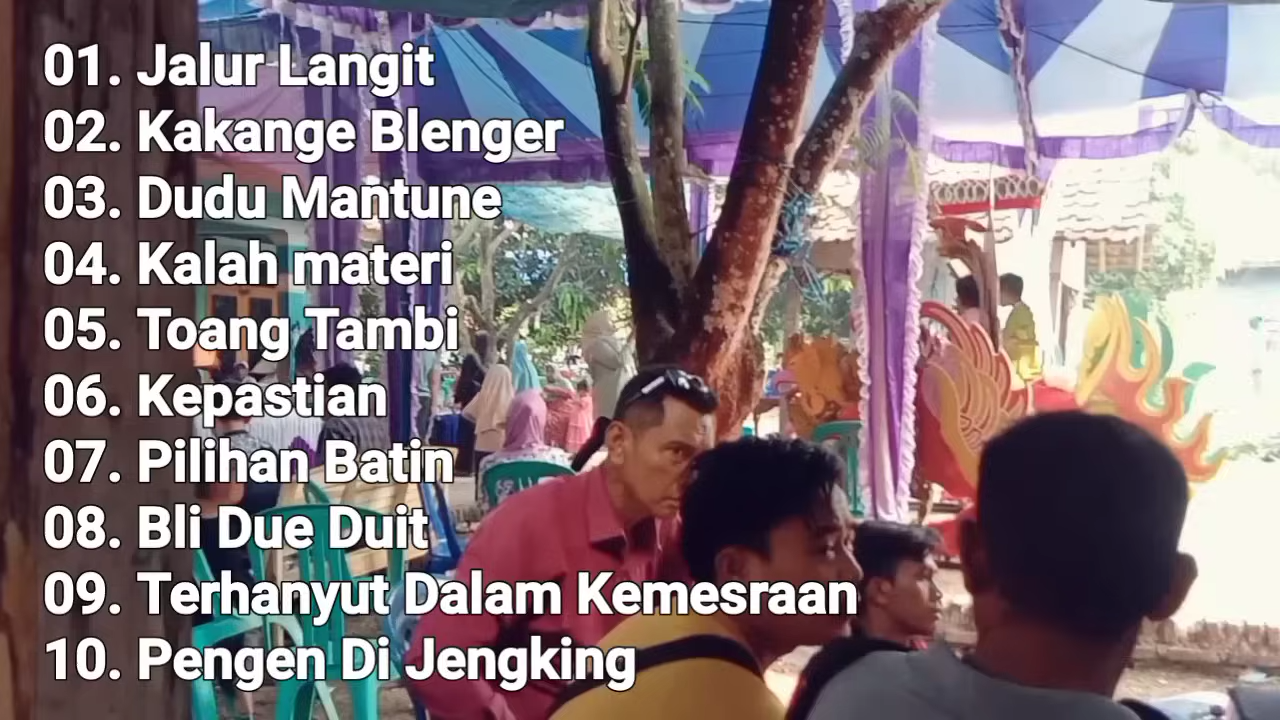 01. Jalur Langit
02. Kakange Blenger
03. Dudu Mantune
04. Kalah materi
05. Toang Tambi
06. Kepastian
07. Pilihan Batin
08. Bli Due Duit
09. Terhanyut Dalam Kemesraan
10. Pengen Di Jengking